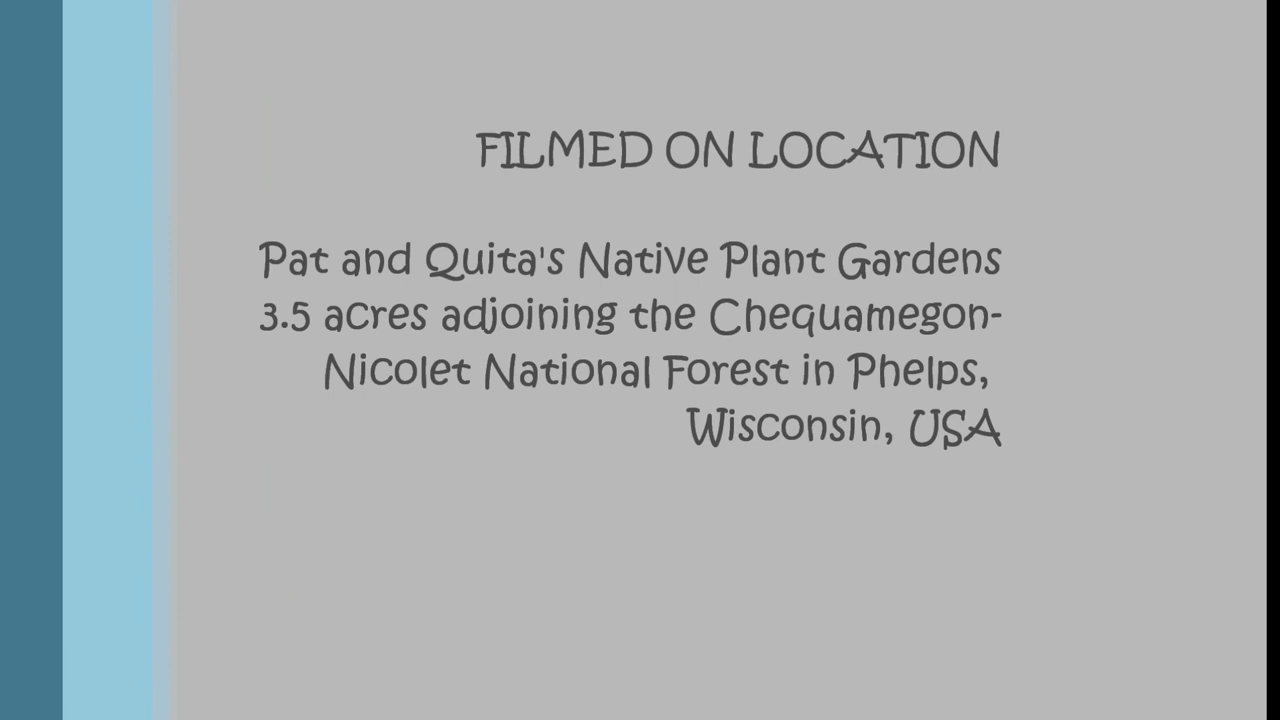 FILMED ON LOCATION
Pat and Quita's Native Plant Gardens
3.5 acres adjoining the Chequamegon-
Nicolet National Forest in Phelps,
Wisconsin, USA